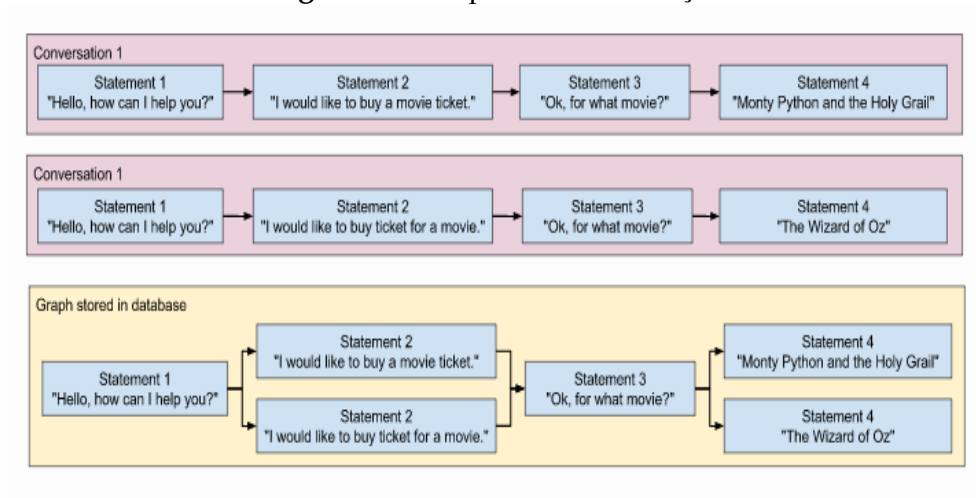 Conversation 1
Statement 1
"Hello, how can I help you?"
Statement 2
"I would like to buy a movie ticket."
Statement 3
"Ok, for what movie?"
Statement 4
"Monty Python and the Holy Grail"
Conversation 1
Statement 1
"Hello, how can I help you?"
Statement 2
"I would like to buy ticket for a movie."
Statement 3
"Ok, for what movie?"
Statement 4
"The Wizard of Oz"
Graph stored in database
Statement 1
"Hello, how can I help you?"
Statement 2
"I would like to buy a movie ticket."
Statement 2
"I would like to buy ticket for a movie."
Statement 3
"Ok, for what movie?"
Statement 4
"Monty Python and the Holy Grail"
Statement 4
"The Wizard of Oz"